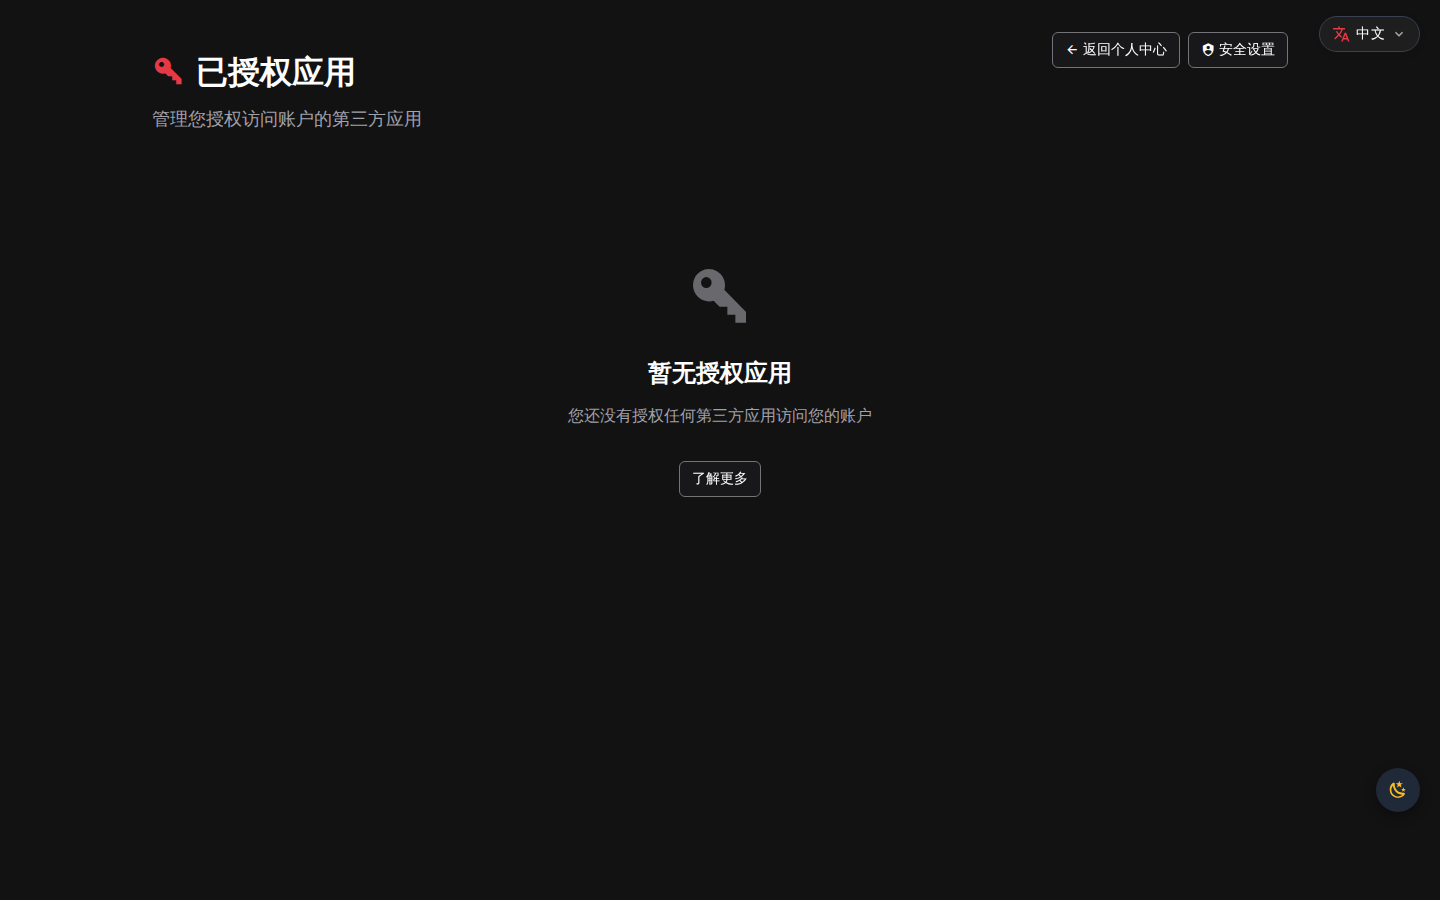 已授权应用
管理您授权访问账户的第三方应用
返回个人中心
安全设置
中文
暂无授权应用
您还没有授权任何第三方应用访问您的账户
了解更多